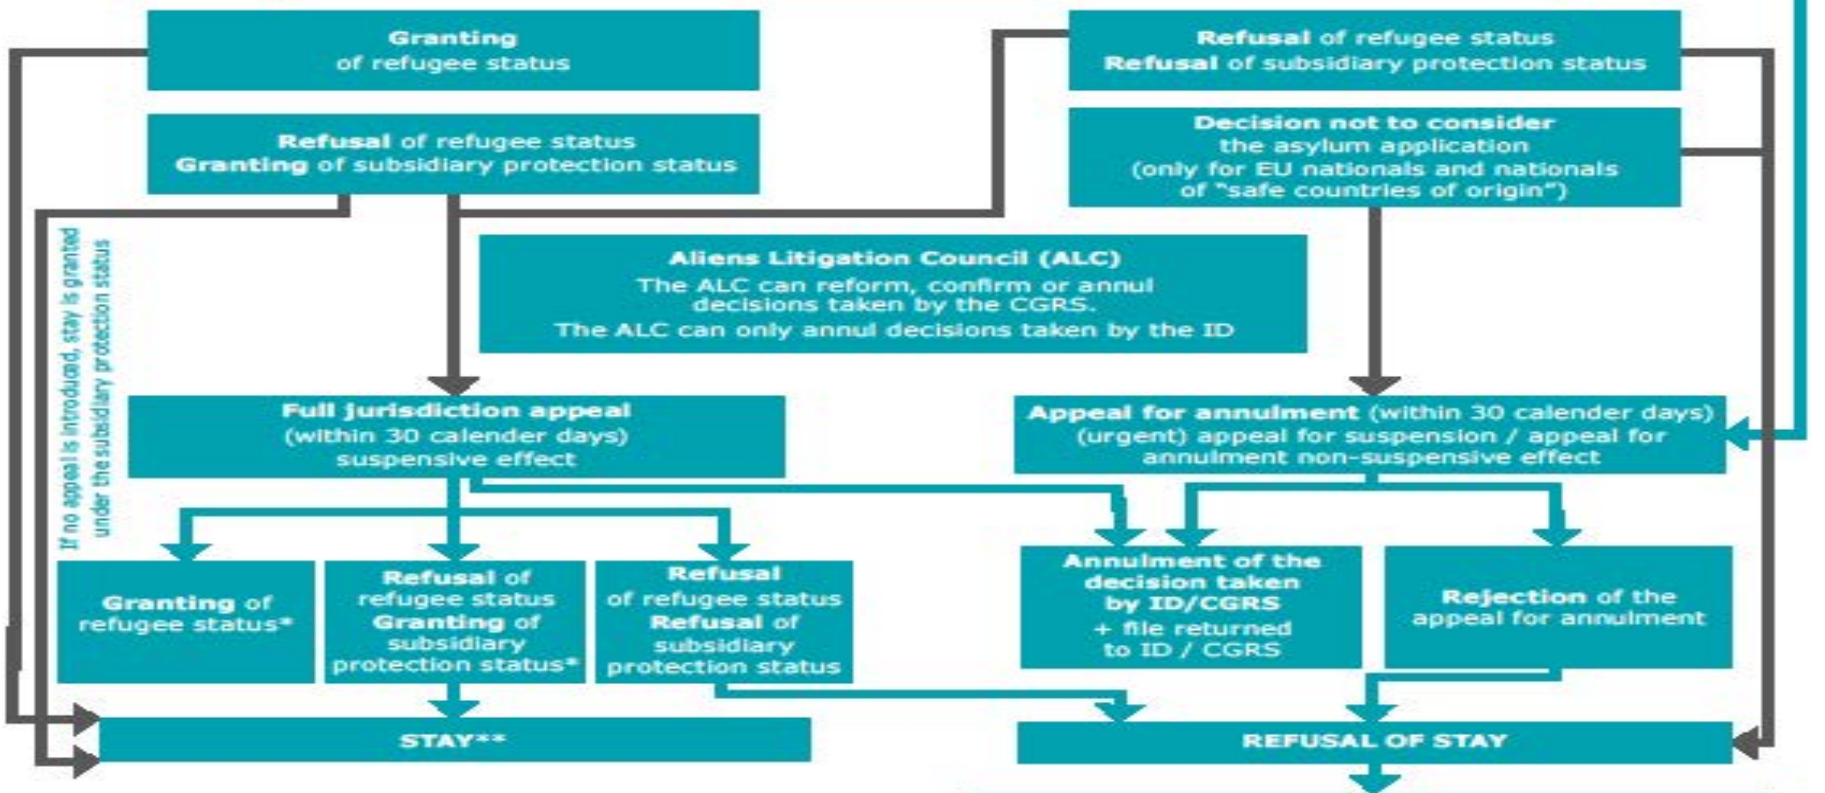 Granting
of refugee status
Refusal of refugee status
Refusal of subsidiary protection status
Refusal of refugee status
Granting of subsidiary protection status
Decision not to consider
the asylum application
(only for EU nationals and nationals
of "safe countries of origin")
If no appeal is introduced, stay is granted
under the subsidiary protection status
Aliens Litigation Council (ALC)
The ALC can reform, confirm or annul
decisions taken by the CGRS.
The ALC can only annul decisions taken by the ID
Full jurisdiction appeal
(within 30 calender days)
suspensive effect
Appeal for annulment (within 30 calender days)
(urgent) appeal for suspension / appeal for
annulment non-suspensive effect
Granting of
refugee status*
Refusal of
refugee status
Granting of
subsidiary
protection status*
Refusal
of refugee status
Refusal of
subsidiary
protection status
Annulment of the
decision taken
by ID/CGRS
+ file returned
to ID / CGRS
Rejection of the
appeal for annulment
STAY**
REFUSAL OF STAY